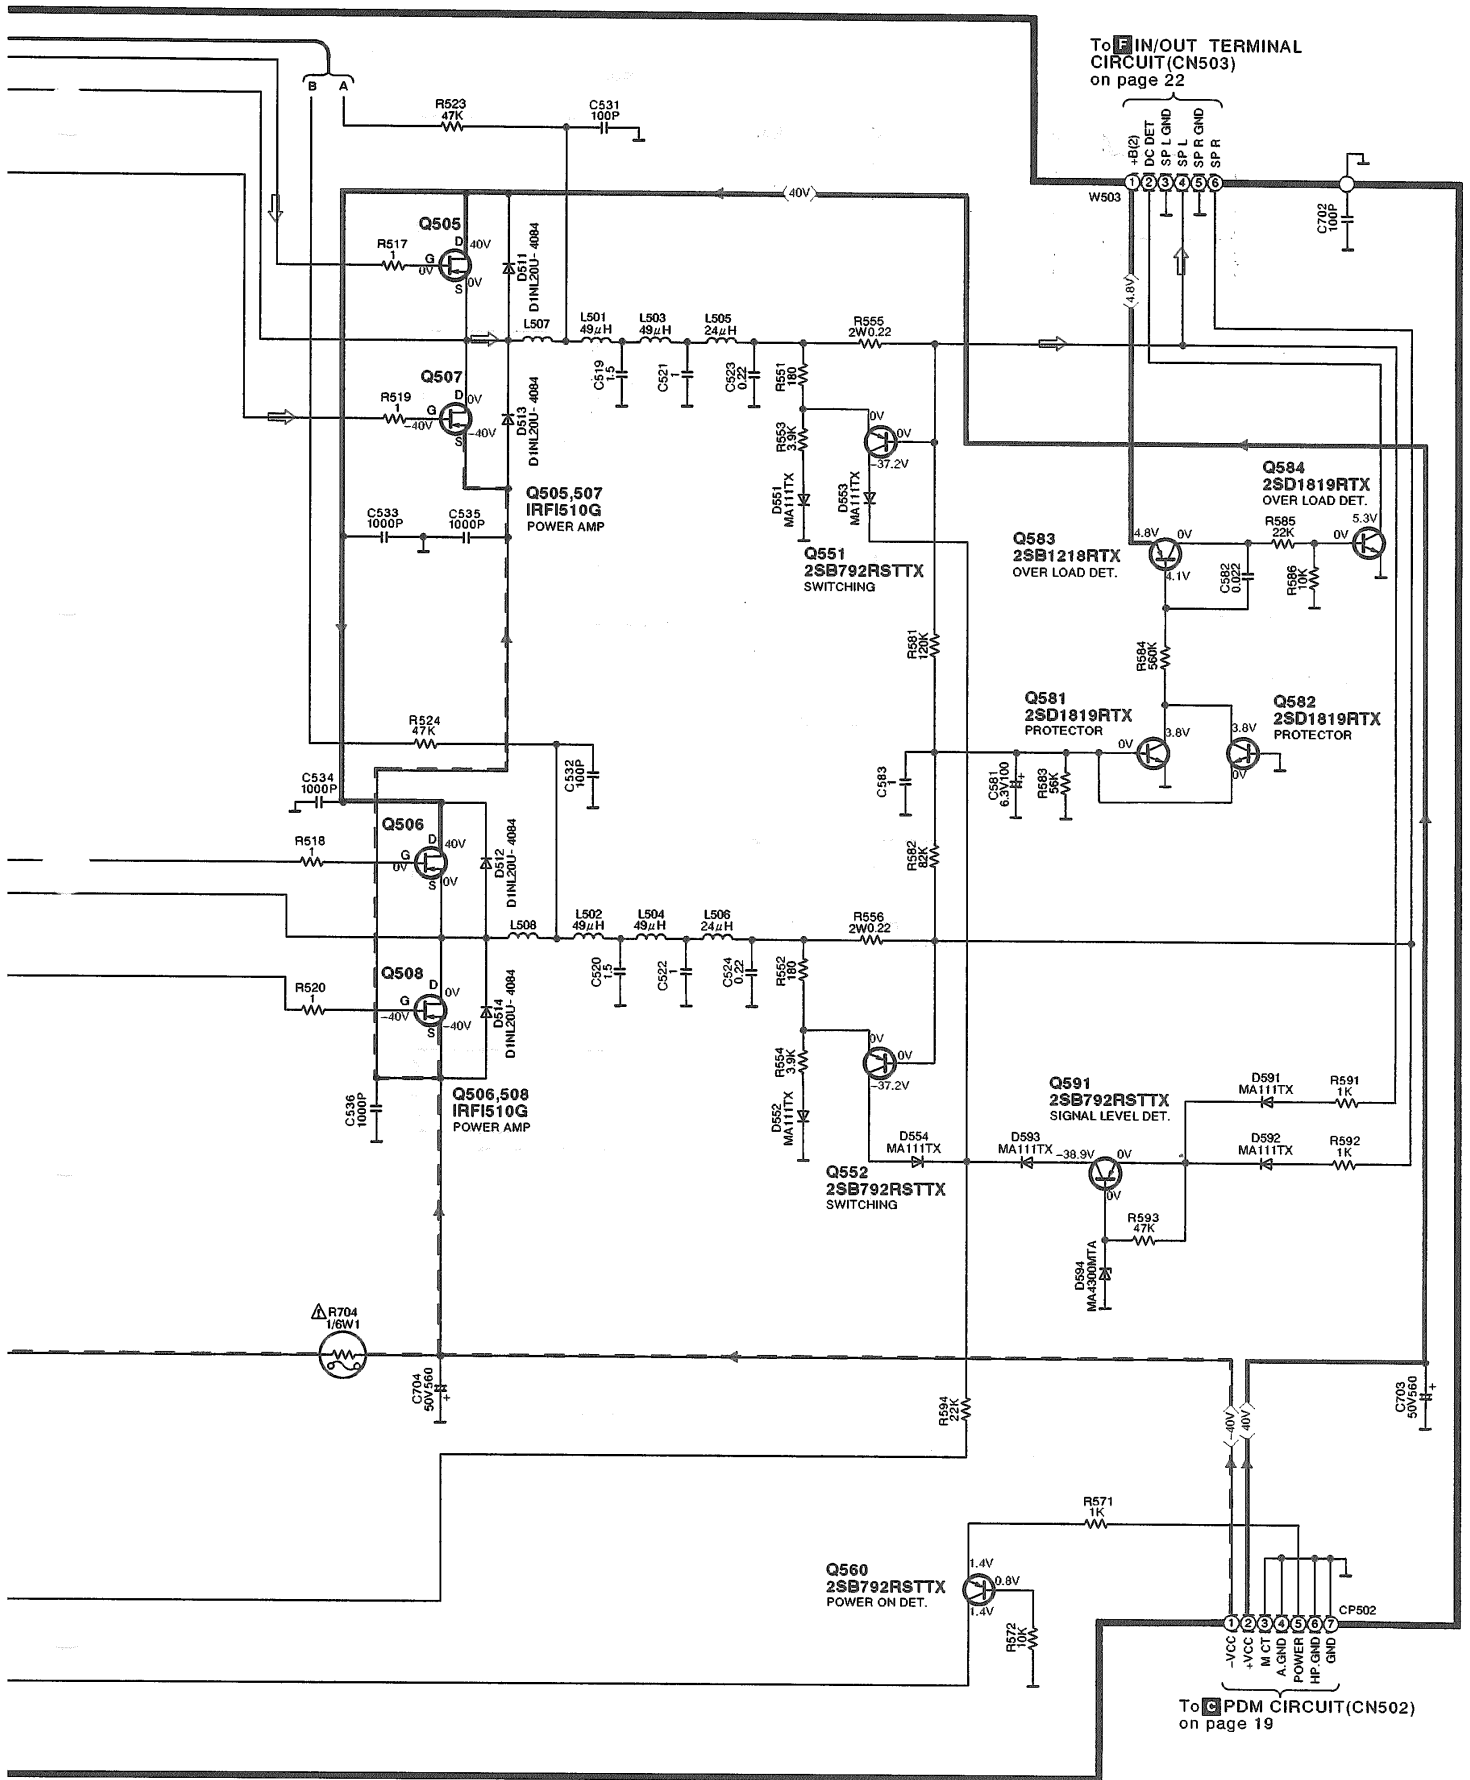 To F IN/OUT TERMINAL
CIRCUIT(CN503)
on page 22
B A
R523
47K
C531
100P
+B(2)
DC DET
SP L GND
SP L
SP R GND
SP R
1 2 3 4 5 6
W503
C702
100P
40V
Q505
D 40V
R517
1
G
0V
0V
S
D511
D1NL20U-4084
4.8V
L507
L501
49μH
L503
49μH
L505
24μH
R555
2W0.22
C519
1.5
C521
1
C523
0.22
R551
180
Q507
D 0V
R519
1
G
-40V
S -40V
D513
D1NL20U-4084
R553
3.9K
0V
0V
-37.2V
D551
MA111TX
D553
MA111TX
Q505,507
IRFI510G
POWER AMP
C533
1000P
C535
1000P
Q551
2SB792RSTTX
SWITCHING
Q584
2SD1819RTX
OVER LOAD DET.
Q583
2SB1218RTX
OVER LOAD DET.
4.8V
0V
4.1V
R585
22K
0V
5.3V
C582
0.022
R586
10K
R581
120K
R584
560K
Q581
2SD1819RTX
PROTECTOR
Q582
2SD1819RTX
PROTECTOR
R524
47K
C532
100P
0V
3.8V
3.8V
0V
C583
1
C581
6.3V100
+
R583
56K
C534
1000P
Q506
D 40V
R518
1
G
0V
S 0V
D512
D1NL20U-4084
R582
82K
L508
L502
49μH
L504
49μH
L506
24μH
R556
2W0.22
C520
1.5
C522
1
C524
0.22
R552
180
Q508
D 0V
R520
1
G
-40V
S -40V
D514
D1NL20U-4084
R554
3.9K
0V
0V
-37.2V
D552
MA111TX
Q506,508
IRFI510G
POWER AMP
C536
1000P
Q591
2SB792RSTTX
SIGNAL LEVEL DET.
D591
MA111TX
R591
1K
D554
MA111TX
D593
MA111TX
-38.9V
0V
0V
D592
MA111TX
R592
1K
Q552
2SB792RSTTX
SWITCHING
R593
47K
D594
MA4300MTA
R704
1/6W1
C704
50V560
+
R594
22K
-40V
40V
C703
50V560
+
R571
1K
Q560
2SB792RSTTX
POWER ON DET.
1.4V
0.8V
1.4V
R572
10K
CP502
1 2 3 4 5 6 7
-VCC
+VCC
M CT
A.GND
POWER
HP.GND
GND
To C PDM CIRCUIT(CN502)
on page 19